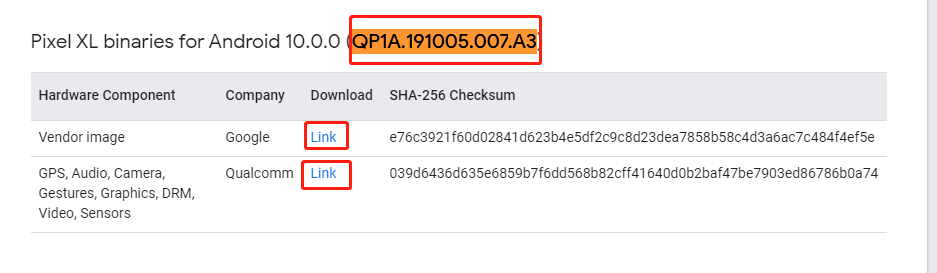 Pixel XL binaries for Android 10.0.0 (QP1A.191005.007.A3)
Hardware Component Company Download SHA-256 Checksum
Vendor image Google Link e76c3921f60d02841d623b4e5df2c9c8d23dea7858b58c4d3a6ac7c484f4ef5e
GPS, Audio, Camera, Qualcomm Link 039d6436d635e6859b7f6dd568b82cff41640d0b2baf47be7903ed86786b0a74
Gestures, Graphics, DRM,
Video, Sensors